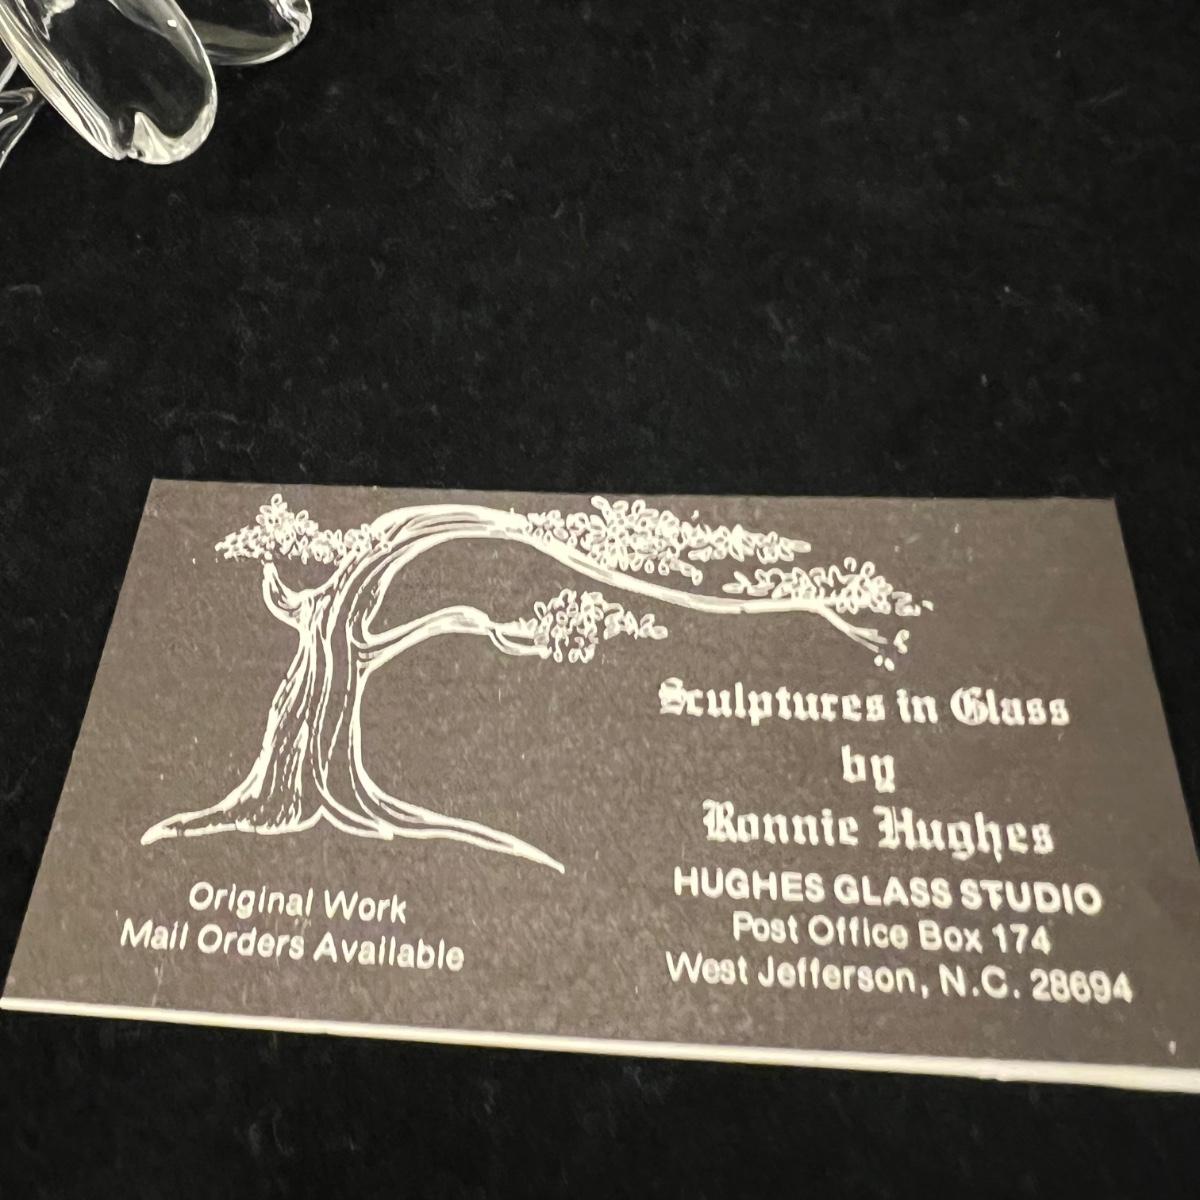 Sculptures in Glass
by
Ronnie Hughes
HUGHES GLASS STUDIO
Post Office Box 174
West Jefferson, N.C. 28694
Original Work
Mail Orders Available